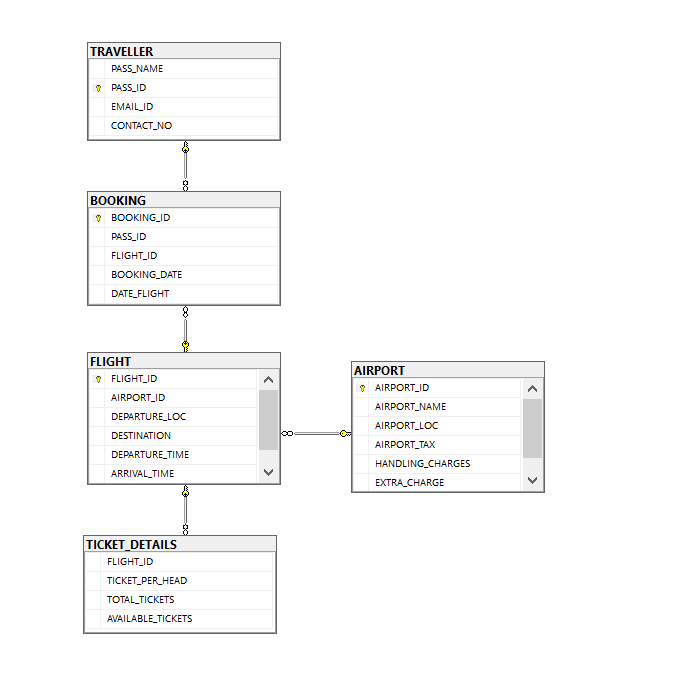 TRAVELLER
PASS_NAME
PASS_ID
EMAIL_ID
CONTACT_NO
BOOKING
BOOKING_ID
PASS_ID
FLIGHT_ID
BOOKING_DATE
DATE_FLIGHT
FLIGHT
FLIGHT_ID
AIRPORT_ID
DEPARTURE_LOC
DESTINATION
DEPARTURE_TIME
ARRIVAL_TIME
AIRPORT
AIRPORT_ID
AIRPORT_NAME
AIRPORT_LOC
AIRPORT_TAX
HANDLING_CHARGES
EXTRA_CHARGE
TICKET_DETAILS
FLIGHT_ID
TICKET_PER_HEAD
TOTAL_TICKETS
AVAILABLE_TICKETS